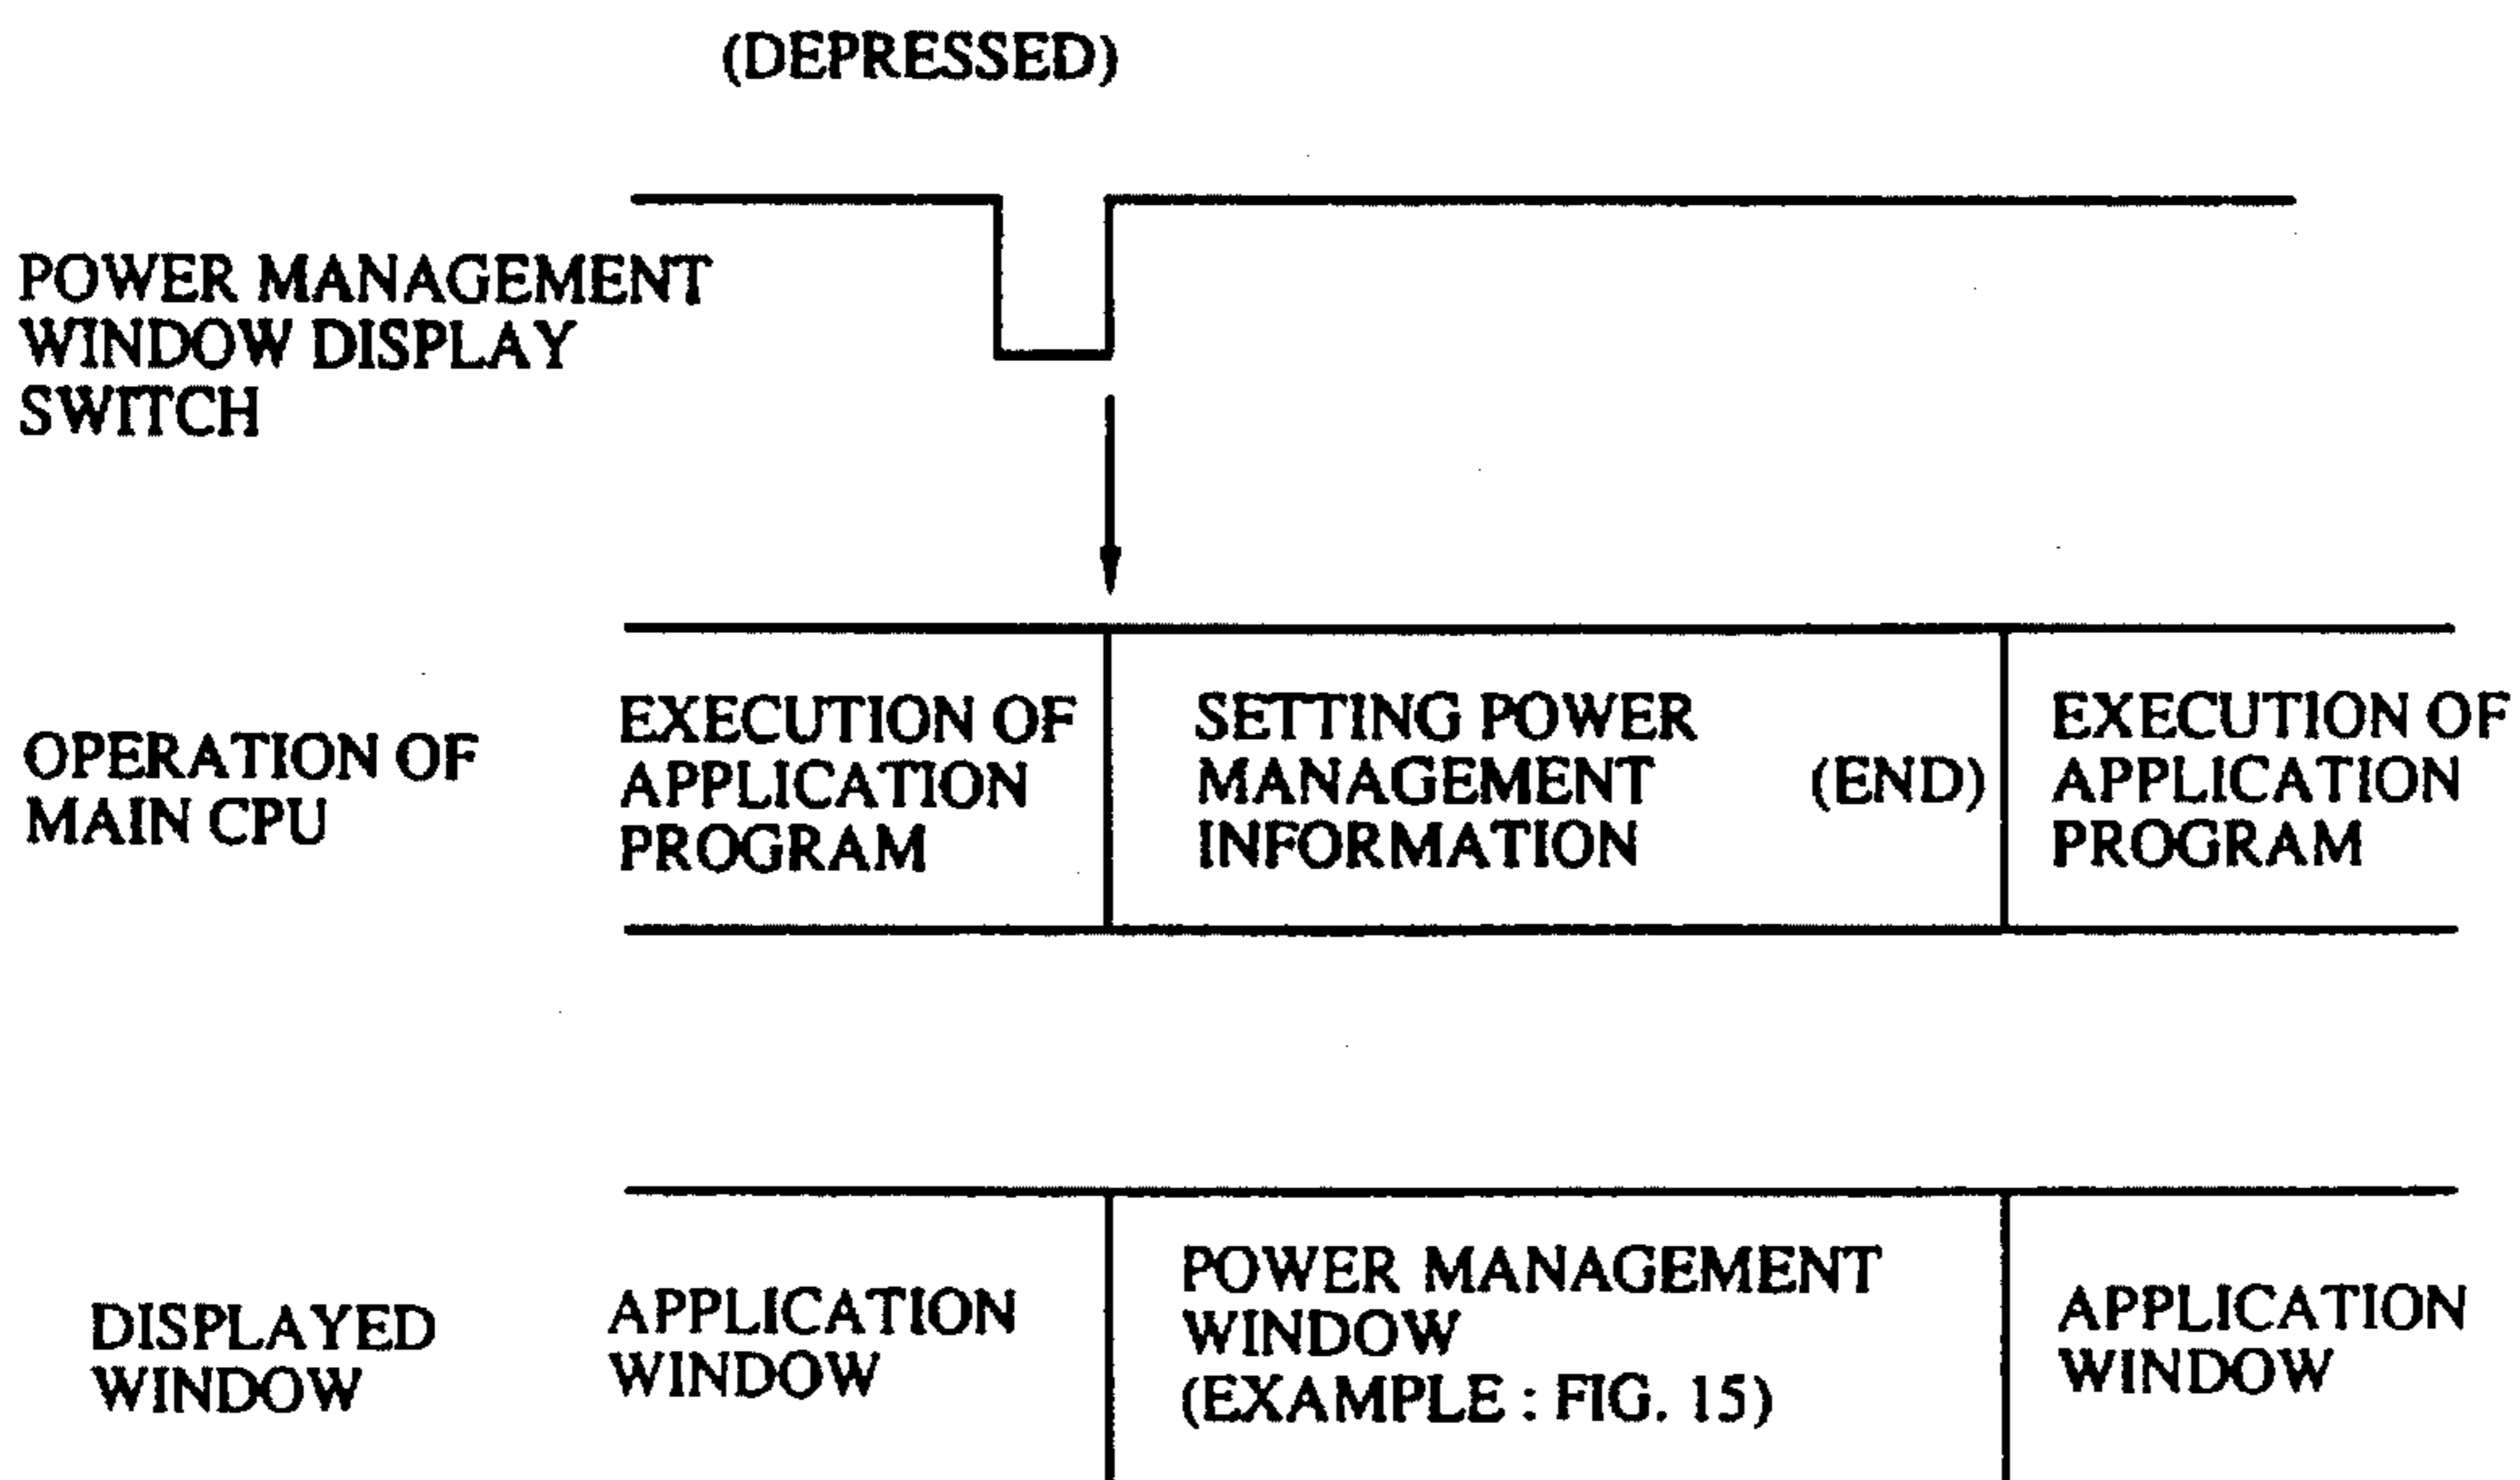 (DEPRESSED)
POWER MANAGEMENT
WINDOW DISPLAY
SWITCH
OPERATION OF
MAIN CPU
EXECUTION OF
APPLICATION
PROGRAM
SETTING POWER
MANAGEMENT
INFORMATION
(END)
EXECUTION OF
APPLICATION
PROGRAM
DISPLAYED
WINDOW
APPLICATION
WINDOW
POWER MANAGEMENT
WINDOW
(EXAMPLE : FIG. 15)
APPLICATION
WINDOW